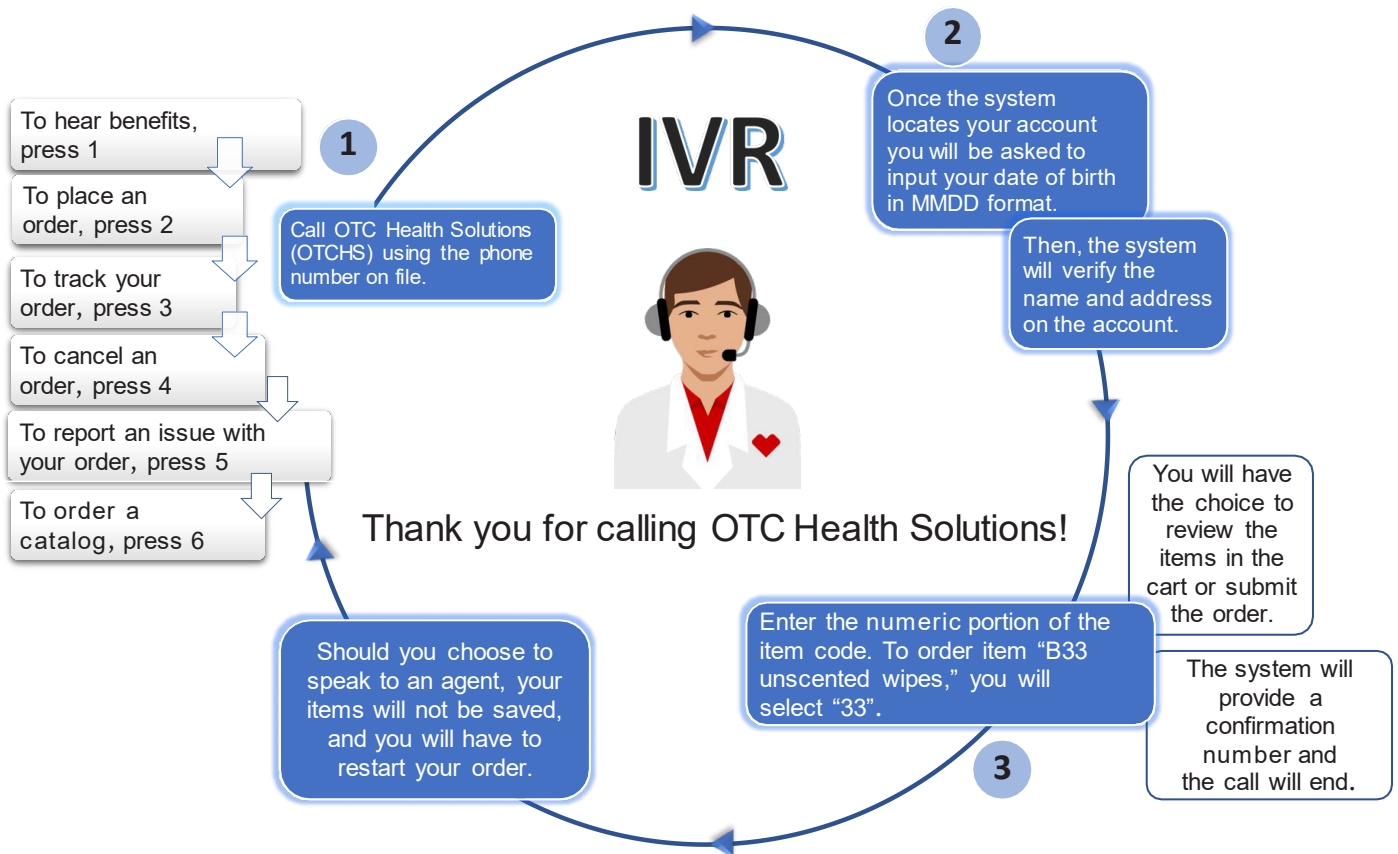 IVR
1
Call OTC Health Solutions
(OTCHS) using the phone
number on file.
To hear benefits,
press 1
To place an
order, press 2
To track your
order, press 3
To cancel an
order, press 4
To report an issue with
your order, press 5
To order a
catalog, press 6
2
Once the system
locates your account
you will be asked to
input your date of birth
in MMDD format.
Then, the system
will verify the
name and address
on the account.
Thank you for calling OTC Health Solutions!
3
Enter the numeric portion of the
item code. To order item “B33
unscented wipes,” you will
select “33”.
You will have
the choice to
review the
items in the
cart or submit
the order.
The system will
provide a
confirmation
number and
the call will end.
Should you choose to
speak to an agent, your
items will not be saved,
and you will have to
restart your order.